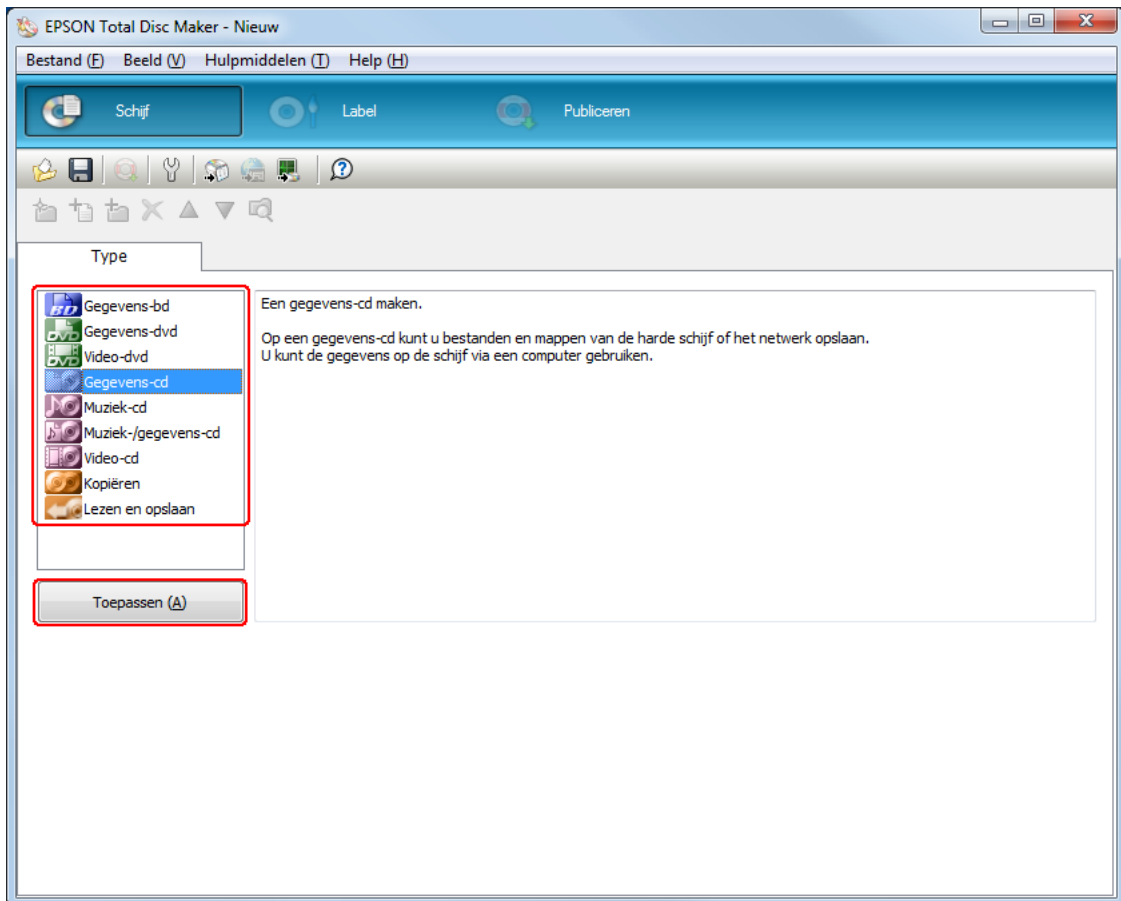 EPSON Total Disc Maker - Nieuw
Bestand (F) Beeld (V) Hulpmiddelen (T) Help (H)
Schijf Label Publiceren
Type
BD Gegevens-bd
DVD Gegevens-dvd
DVD Video-dvd
Gegevens-cd
Muziek-cd
Muziek-/gegevens-cd
Video-cd
Kopiëren
Lezen en opslaan
Toepassen (A)
Een gegevens-cd maken.
Op een gegevens-cd kunt u bestanden en mappen van de harde schijf of het netwerk opslaan.
U kunt de gegevens op de schijf via een computer gebruiken.